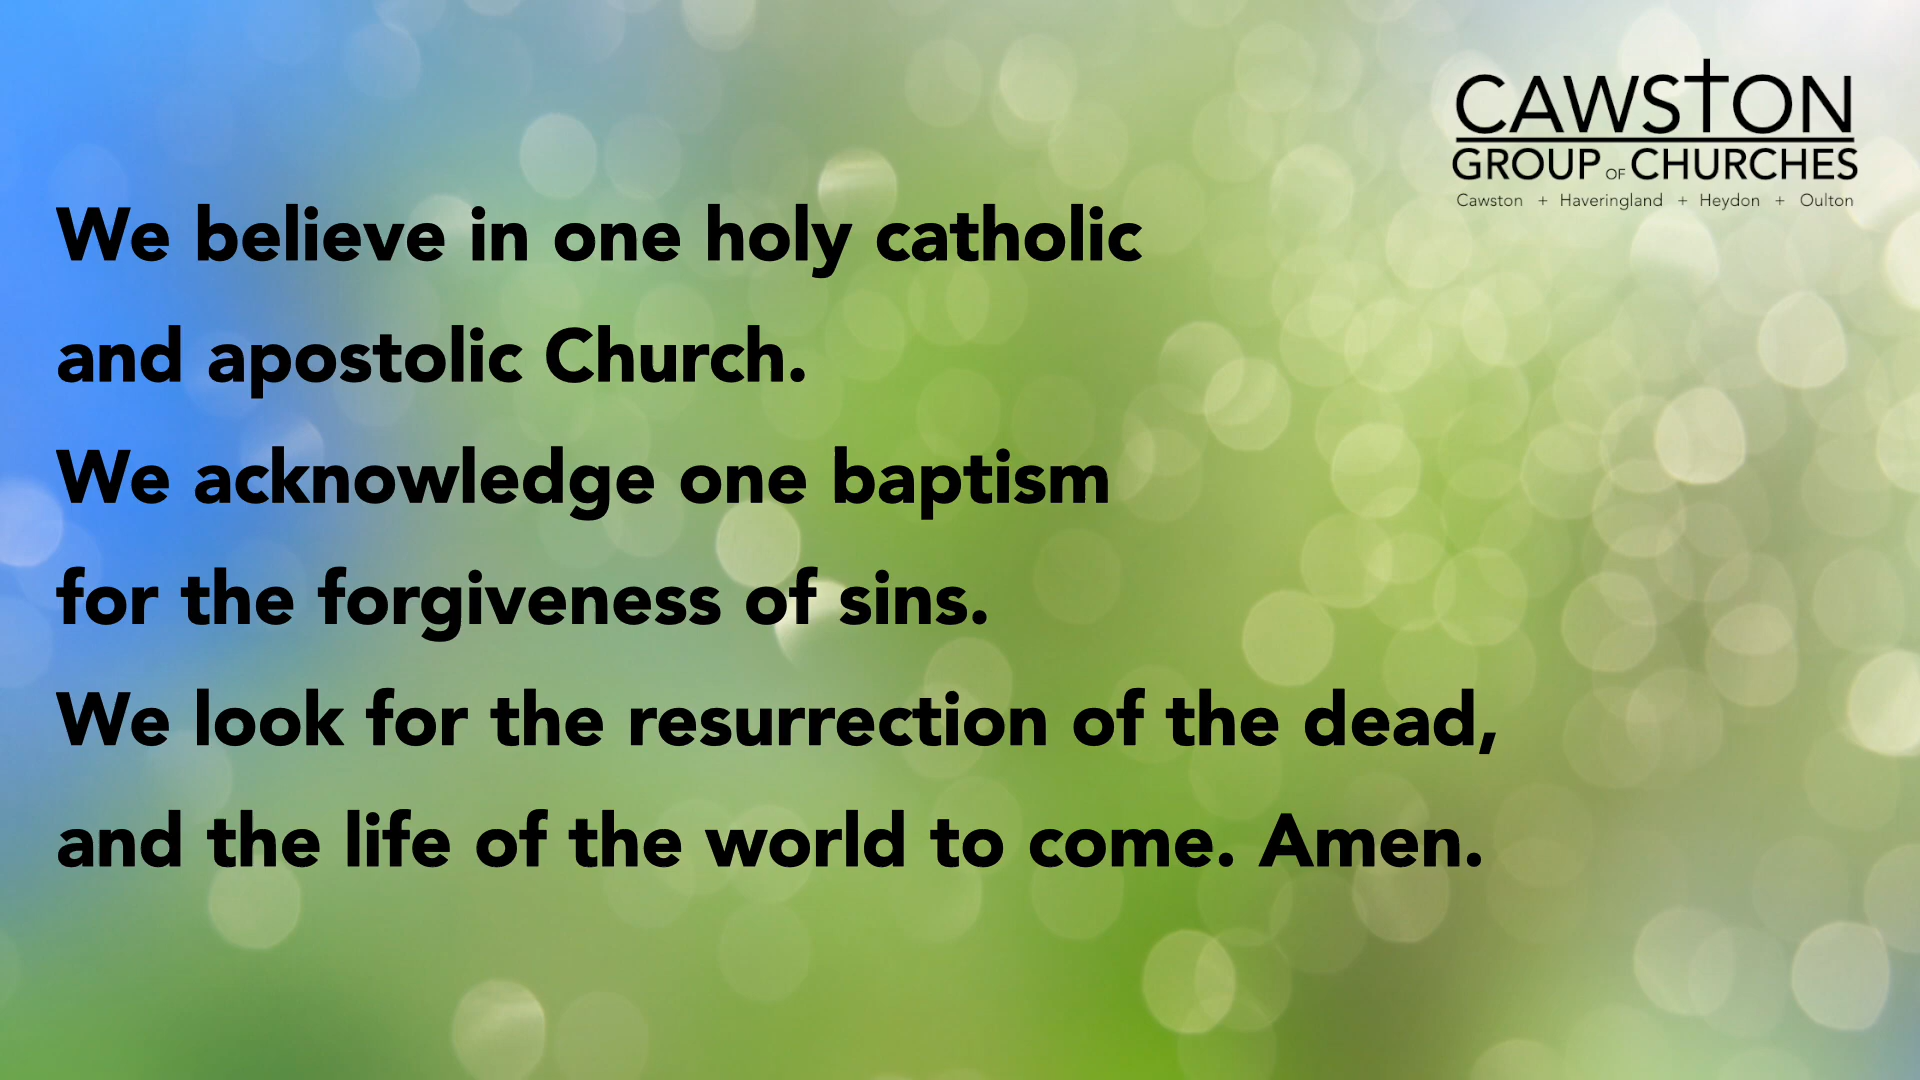 CAWSTON
GROUP OF CHURCHES
Cawston + Haveringland + Heydon + Oulton
We believe in one holy catholic
and apostolic Church.
We acknowledge one baptism
for the forgiveness of sins.
We look for the resurrection of the dead,
and the life of the world to come. Amen.